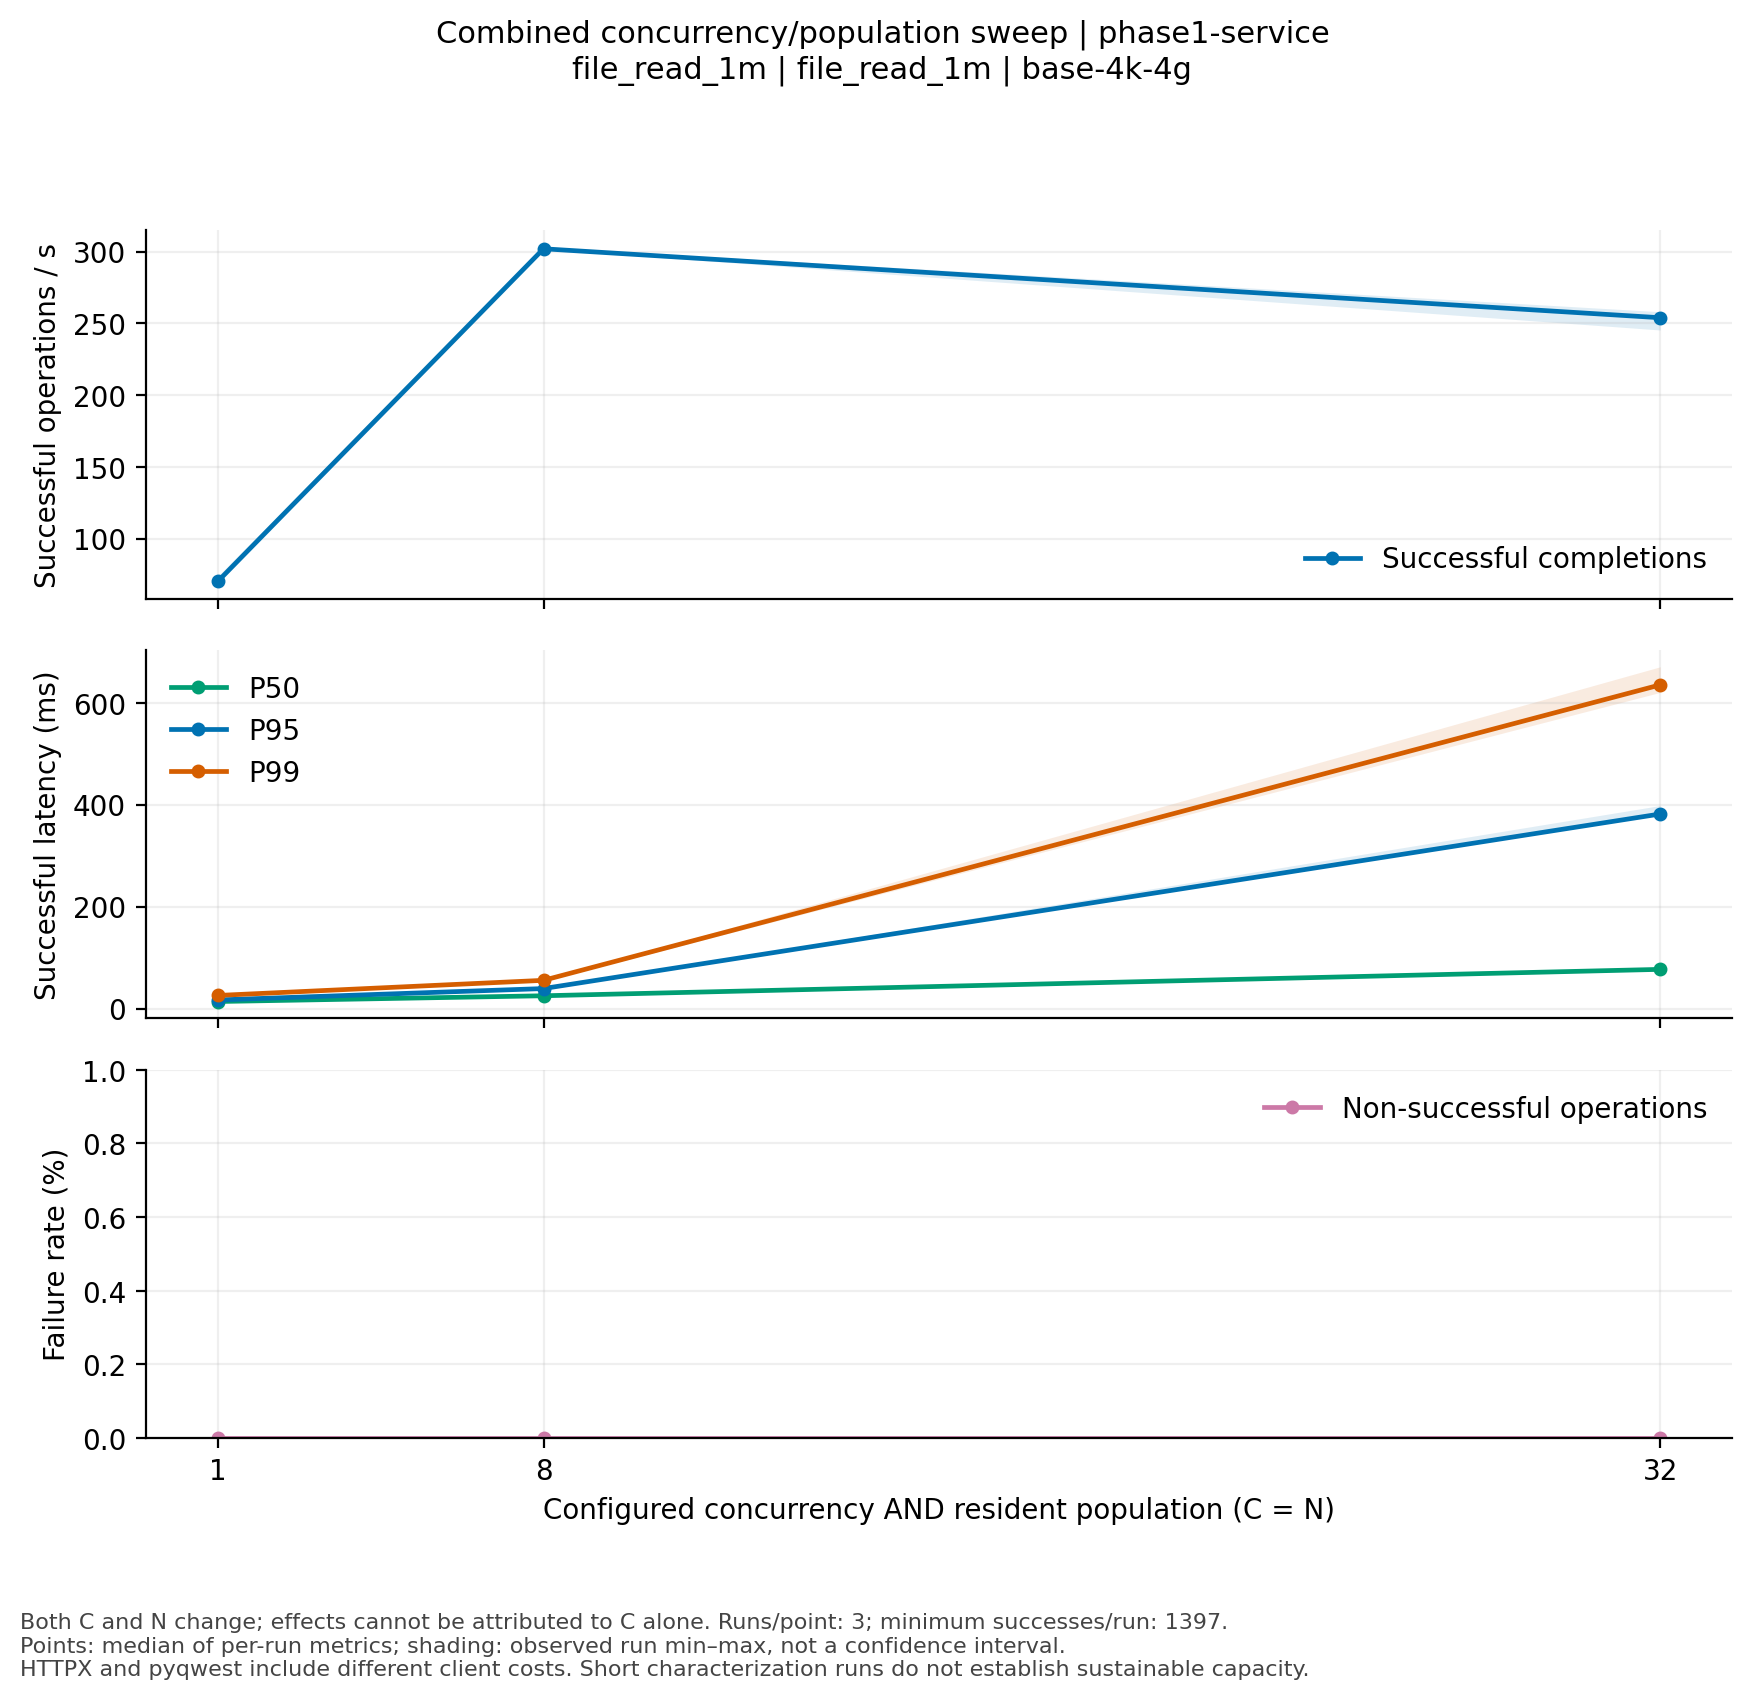 Combined concurrency/population sweep | phase1-service
file_read_1m | file_read_1m | base-4k-4g
Successful operations / s
300
250
200
150
100
Successful completions
Successful latency (ms)
600
400
200
0
P50
P95
P99
Failure rate (%)
1.0
0.8
0.6
0.4
0.2
0.0
Non-successful operations
1
8
32
Configured concurrency AND resident population (C = N)
Both C and N change; effects cannot be attributed to C alone. Runs/point: 3; minimum successes/run: 1397.
Points: median of per-run metrics; shading: observed run min–max, not a confidence interval.
HTTPX and pyqwest include different client costs. Short characterization runs do not establish sustainable capacity.